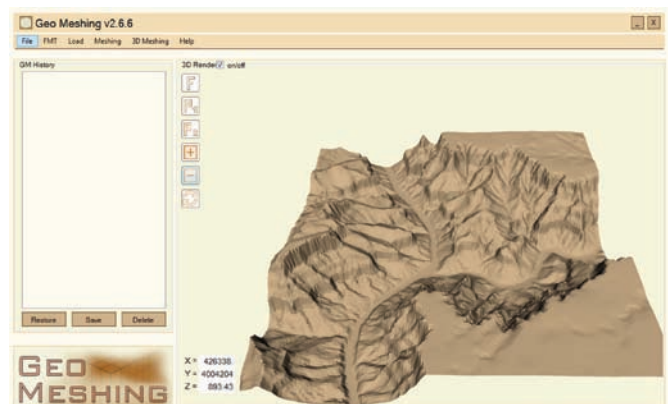 Geo Meshing v2.6.6
_ X
File FMT Load Meshing 3D Meshing Help
GM History
3D Render on/off
F
Restore Save Delete
X = 426338.
Y = 4004204
Z = 893.43
GEO
MESHING